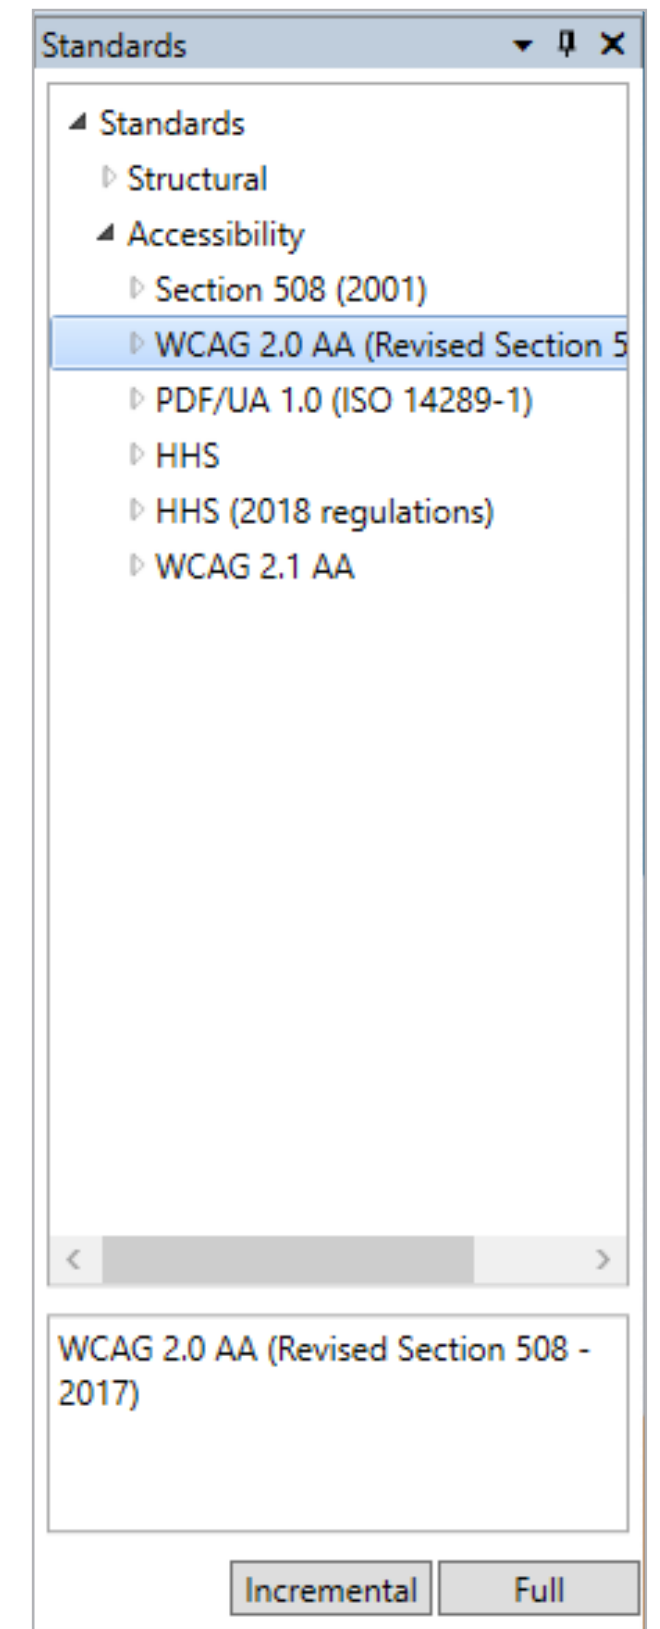 Standards
Standards
Structural
Accessibility
Section 508 (2001)
WCAG 2.0 AA (Revised Section 5
PDF/UA 1.0 (ISO 14289-1)
HHS
HHS (2018 regulations)
WCAG 2.1 AA
WCAG 2.0 AA (Revised Section 508 -
2017)
Incremental Full